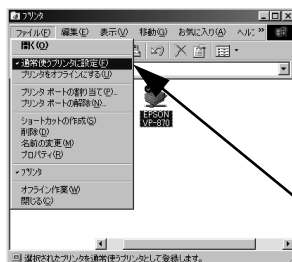 プリンタ
ファイル(F) 編集(E) 表示(V) 移動(G) お気に入り(A) ヘルプ »
開く(O)
通常使うプリンタに設定(F)
プリンタをオフラインにする(U)
プリンタ ポートの割り当て(P)...
プリンタ ポートの解除(N)...
ショートカットの作成(S)
削除(D)
名前の変更(M)
プロパティ(R)
プリンタ
オフライン作業(W)
閉じる(C)
EPSON
VP-870
選択されたプリンタを通常使うプリンタとして登録します。